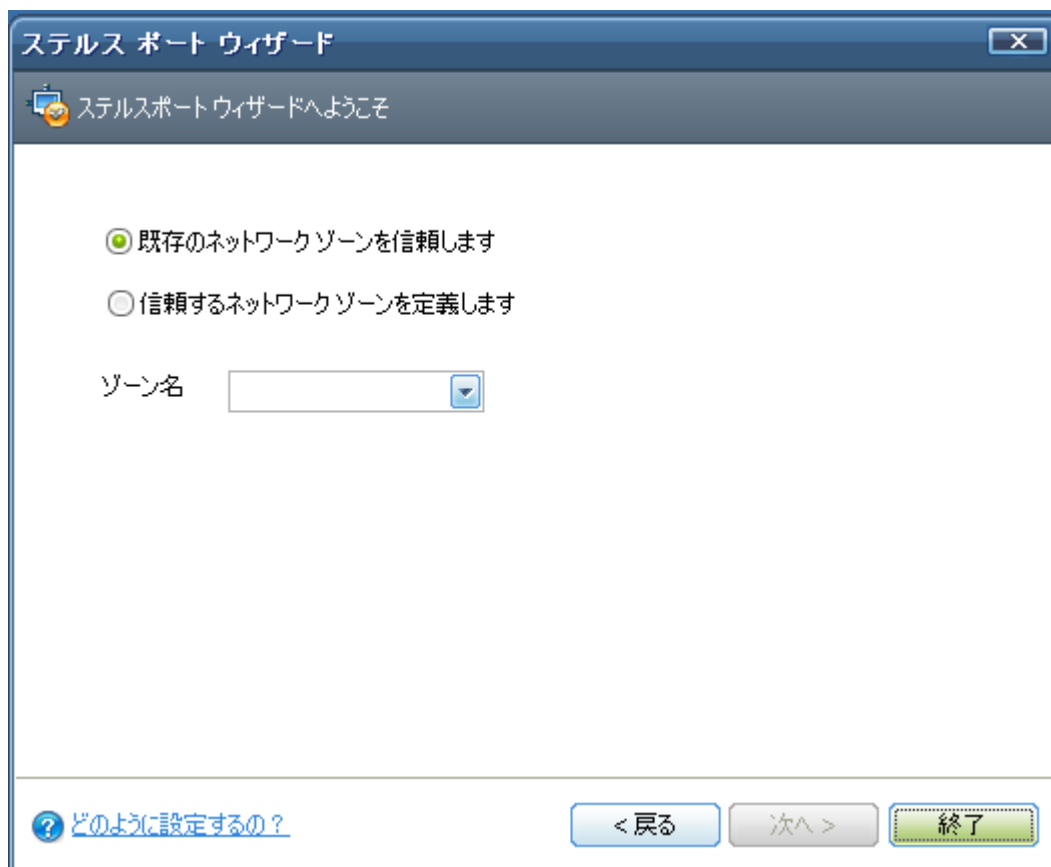 ステルス ポート ウィザード
ステルスポート ウィザードへようこそ
既存のネットワーク ゾーンを信頼します
信頼するネットワーク ゾーンを定義します
ゾーン名
どのように設定するの？
< 戻る
次へ >
終了